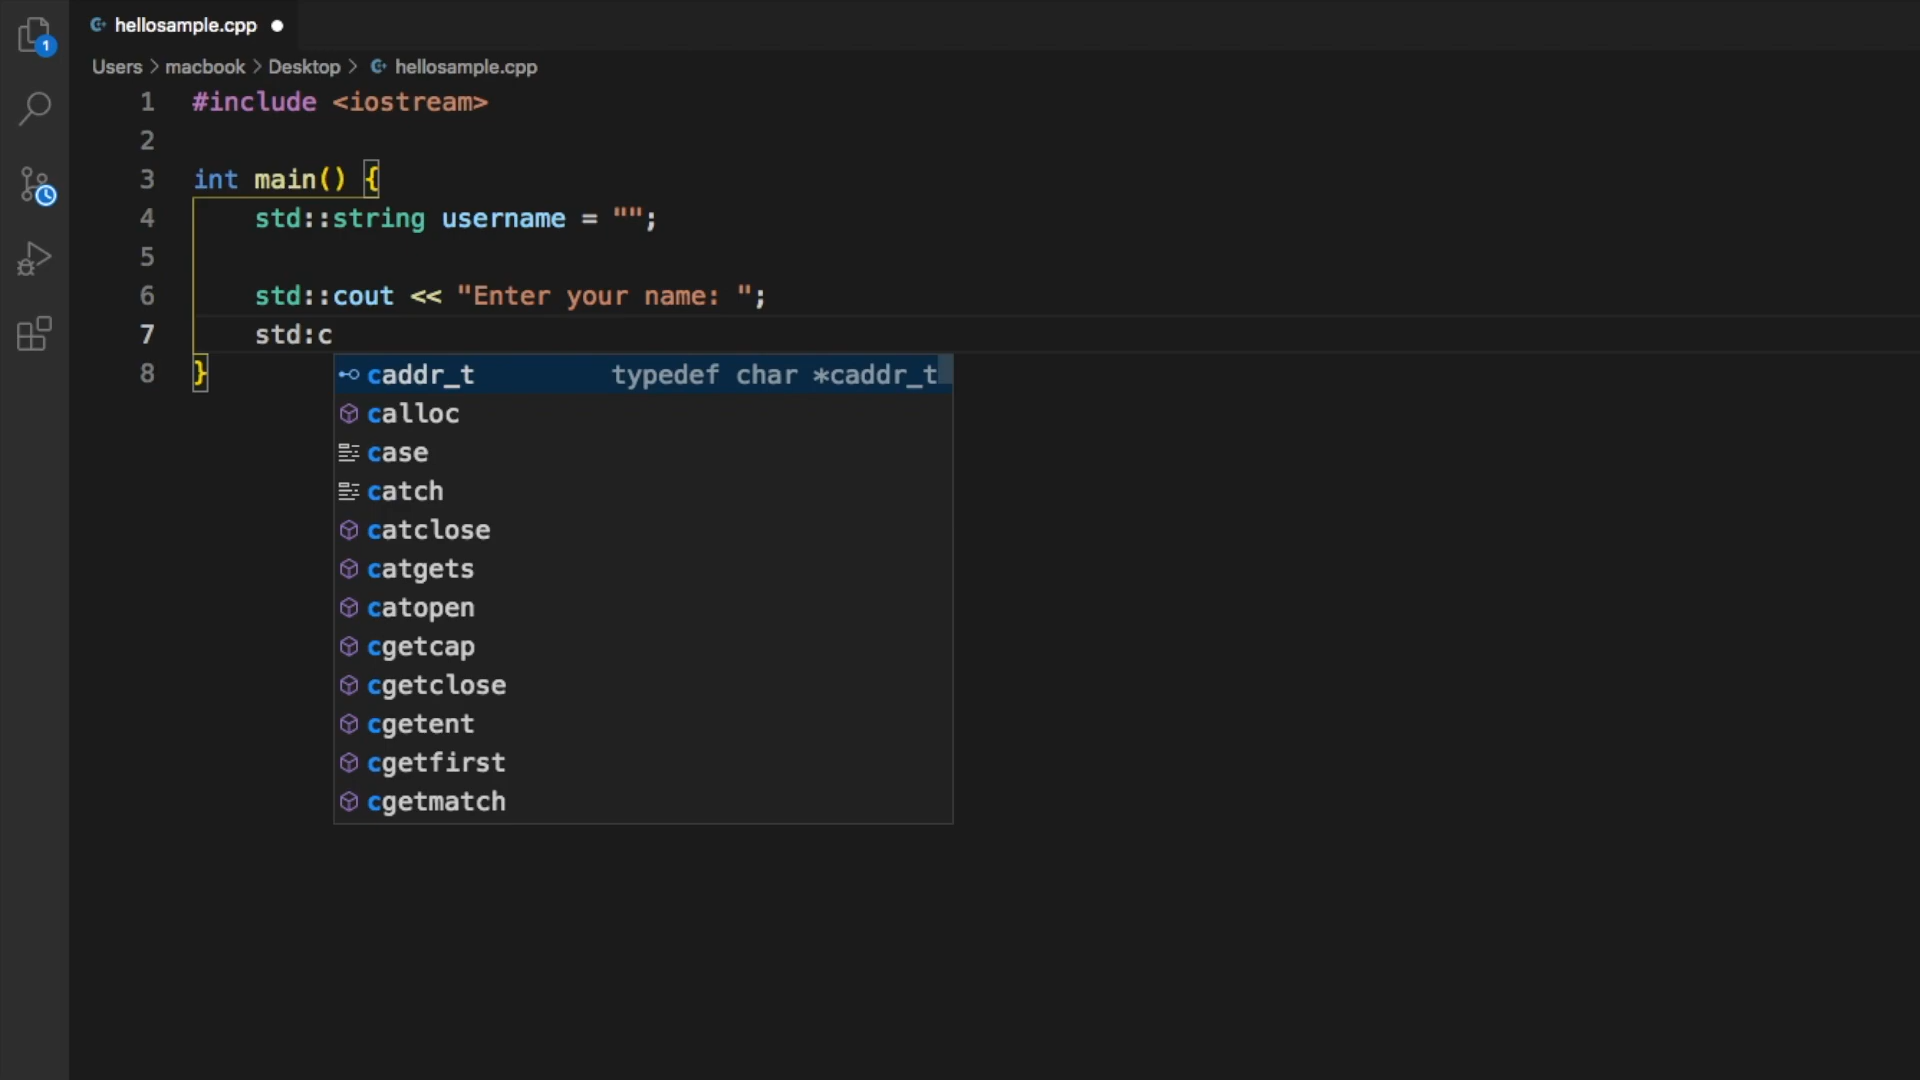 hellosample.cpp
Users > macbook > Desktop > hellosample.cpp
1 #include <iostream>
2
3 int main() {
4 std::string username = "";
5
6 std::cout << "Enter your name: ";
7 std:c
8 }
caddr_t typedef char *caddr_t
calloc
case
catch
catclose
catgets
catopen
cgetcap
cgetclose
cgetent
cgetfirst
cgetmatch
1